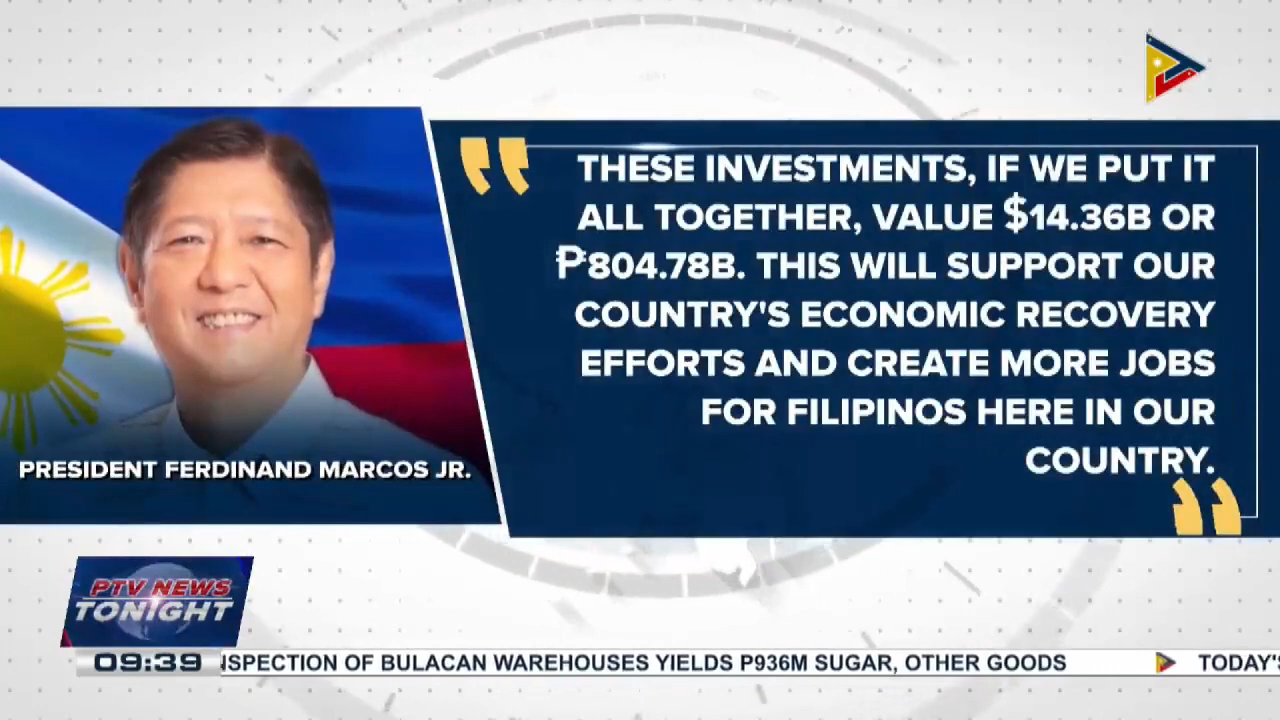 THESE INVESTMENTS, IF WE PUT IT
ALL TOGETHER, VALUE $14.36B OR
₱804.78B. THIS WILL SUPPORT OUR
COUNTRY'S ECONOMIC RECOVERY
EFFORTS AND CREATE MORE JOBS
FOR FILIPINOS HERE IN OUR
COUNTRY.
PRESIDENT FERDINAND MARCOS JR.
PTV NEWS
TONIGHT
09:39
NSPECTION OF BULACAN WAREHOUSES YIELDS P936M SUGAR, OTHER GOODS TODAY'S